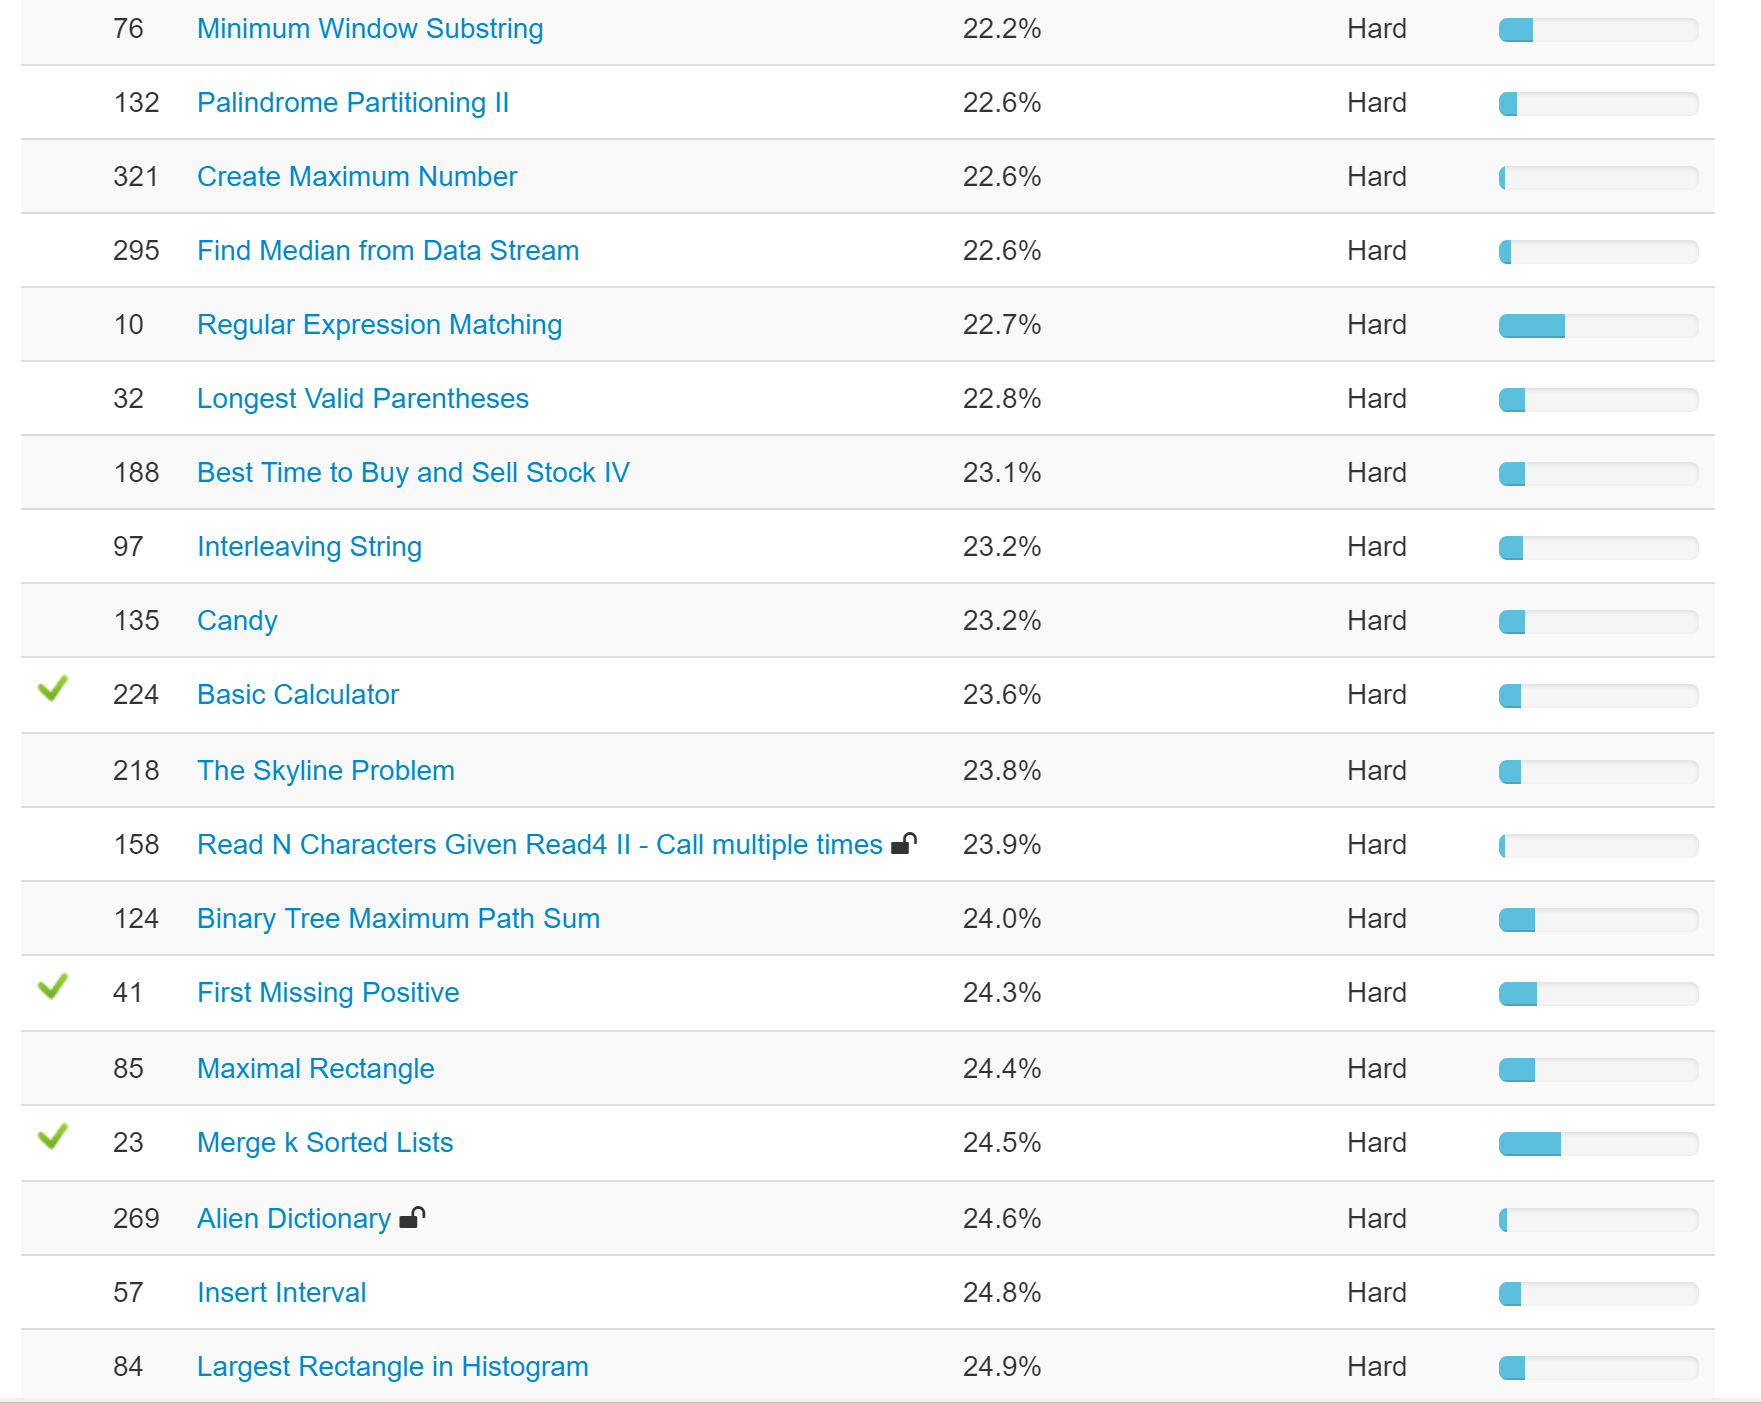 76 Minimum Window Substring 22.2% Hard
132 Palindrome Partitioning II 22.6% Hard
321 Create Maximum Number 22.6% Hard
295 Find Median from Data Stream 22.6% Hard
10 Regular Expression Matching 22.7% Hard
32 Longest Valid Parentheses 22.8% Hard
188 Best Time to Buy and Sell Stock IV 23.1% Hard
97 Interleaving String 23.2% Hard
135 Candy 23.2% Hard
224 Basic Calculator 23.6% Hard
218 The Skyline Problem 23.8% Hard
158 Read N Characters Given Read4 II - Call multiple times 23.9% Hard
124 Binary Tree Maximum Path Sum 24.0% Hard
41 First Missing Positive 24.3% Hard
85 Maximal Rectangle 24.4% Hard
23 Merge k Sorted Lists 24.5% Hard
269 Alien Dictionary 24.6% Hard
57 Insert Interval 24.8% Hard
84 Largest Rectangle in Histogram 24.9% Hard